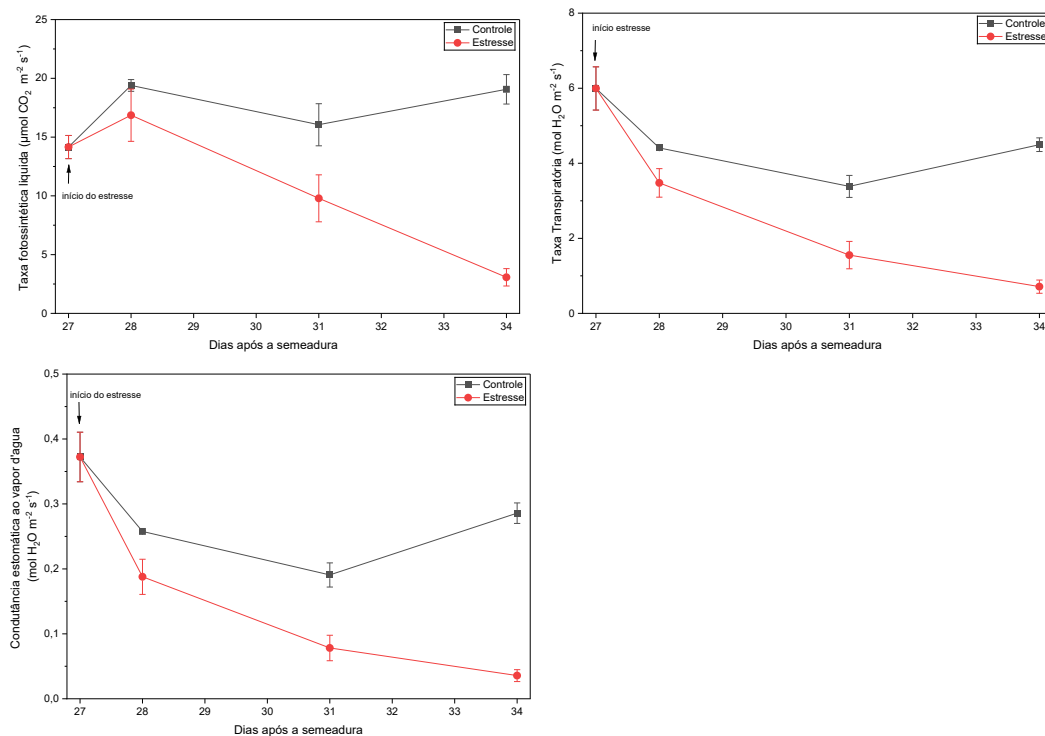 Taxa fotossintética liquida (µmol CO₂ m⁻² s⁻¹)
25
20
15
10
5
0
Controle
Estresse
início do estresse
27 28 29 30 31 32 33 34
Dias após a semeadura
Taxa Transpiratória (mol H₂O m⁻² s⁻¹)
8
6
4
2
0
início estresse
Controle
Estresse
27 28 29 30 31 32 33 34
Dias após a semeadura
Condutância estomática ao vapor d'agua
(mol H₂O m⁻² s⁻¹)
0,5
0,4
0,3
0,2
0,1
0,0
início do estresse
Controle
Estresse
27 28 29 30 31 32 33 34
Dias após a semeadura